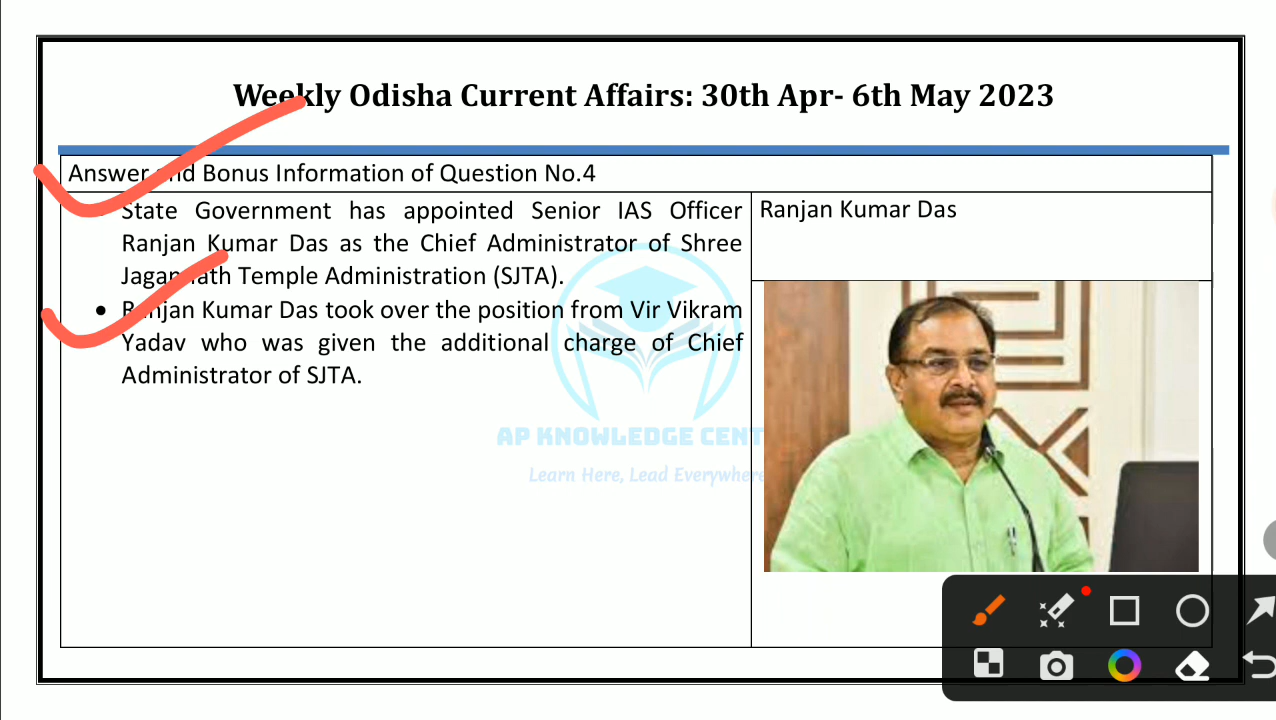 Weekly Odisha Current Affairs: 30th Apr- 6th May 2023
Answer and Bonus Information of Question No.4
State Government has appointed Senior IAS Officer
Ranjan Kumar Das as the Chief Administrator of Shree
Jagannath Temple Administration (SJTA).
• Ranjan Kumar Das took over the position from Vir Vikram
Yadav who was given the additional charge of Chief
Administrator of SJTA.
Ranjan Kumar Das
AP KNOWLEDGE CENT
Learn Here, Lead Everywhere